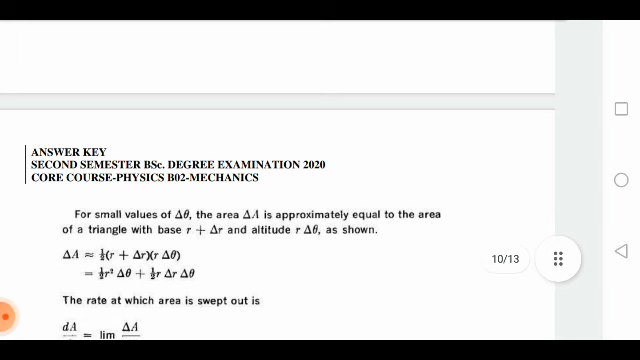 ANSWER KEY
SECOND SEMESTER BSc. DEGREE EXAMINATION 2020
CORE COURSE-PHYSICS B02-MECHANICS
For small values of Δθ, the area ΔA is approximately equal to the area
of a triangle with base r + Δr and altitude r Δθ, as shown.
ΔA ≈ ½(r + Δr)(r Δθ)
= ½r² Δθ + ½r Δr Δθ
10/13
The rate at which area is swept out is
dA = lim ΔA